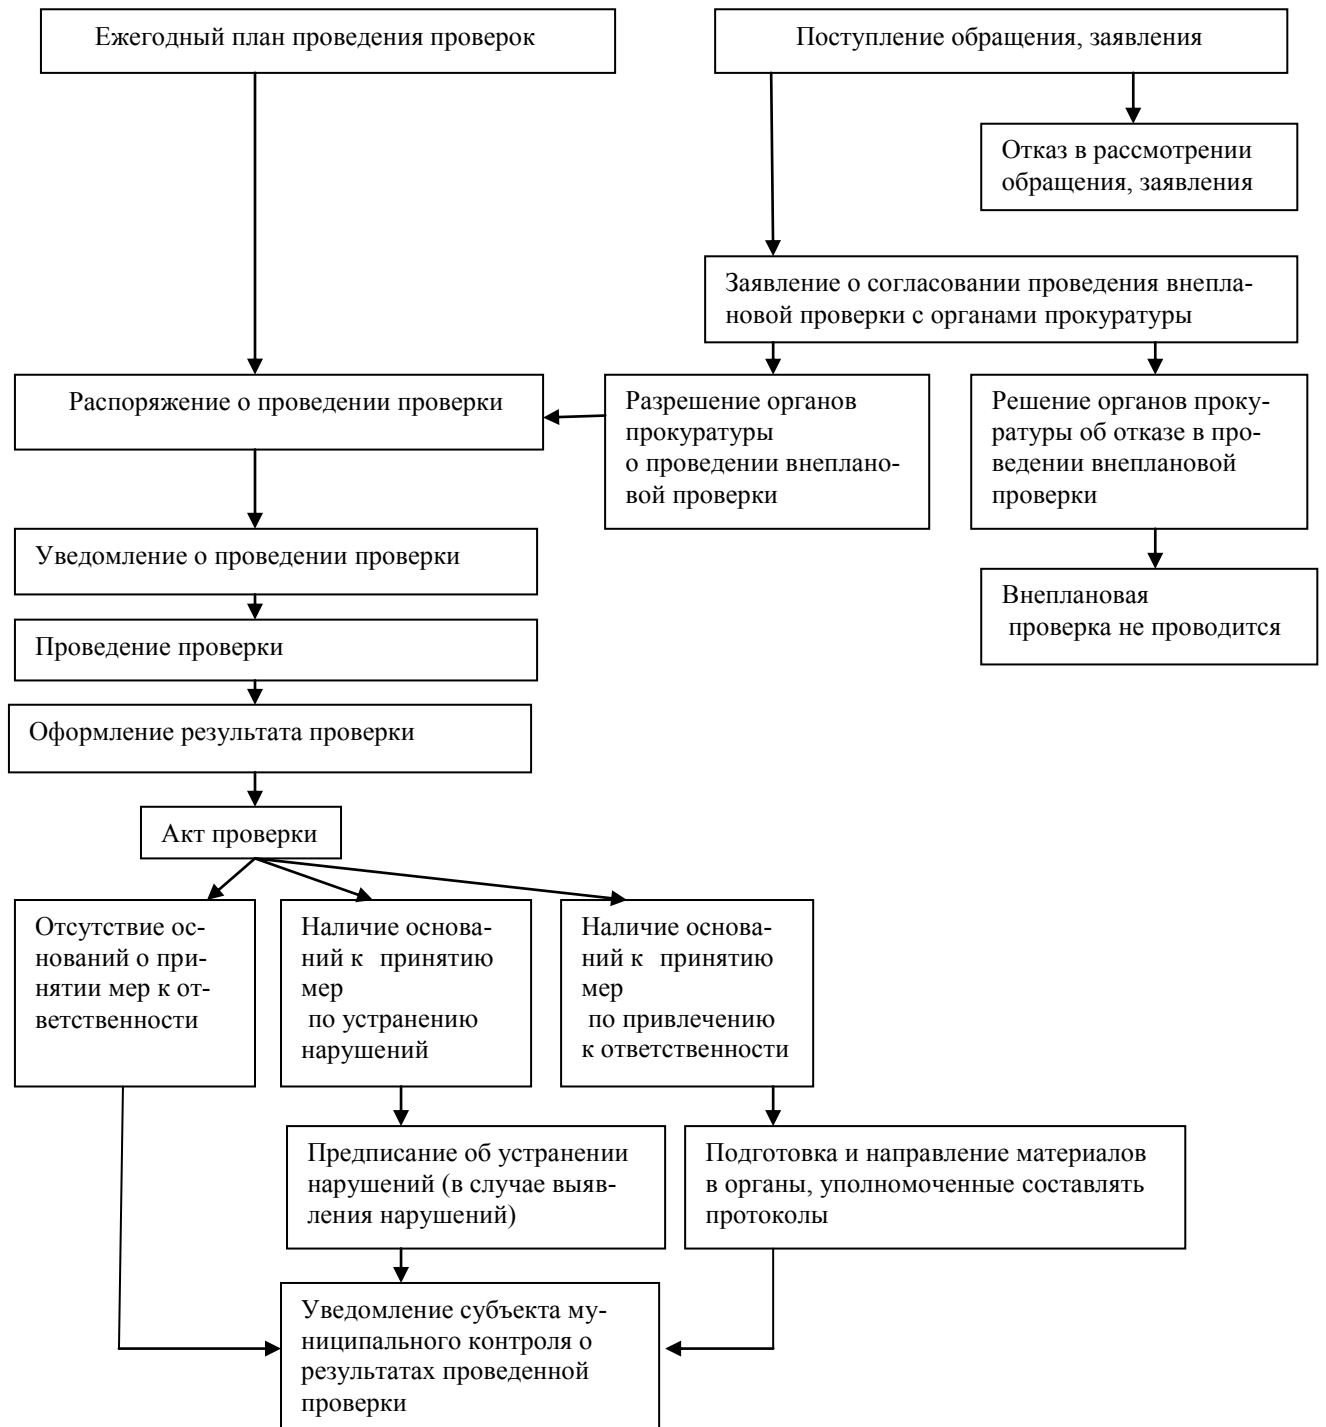 Ежегодный план проведения проверок
Поступление обращения, заявления
Отказ в рассмотрении
обращения, заявления
Заявление о согласовании проведения внепла-
новой проверки с органами прокуратуры
Распоряжение о проведении проверки
Разрешение органов
прокуратуры
о проведении внеплано-
вой проверки
Решение органов проку-
ратуры об отказе в про-
ведении внеплановой
проверки
Уведомление о проведении проверки
Внеплановая
проверка не проводится
Проведение проверки
Оформление результата проверки
Акт проверки
Отсутствие ос-
нований о при-
нятии мер к от-
ветственности
Наличие основа-
ний к принятию
мер
по устранению
нарушений
Наличие основа-
ний к принятию
мер
по привлечению
к ответственности
Предписание об устранении
нарушений (в случае выяв-
ления нарушений)
Подготовка и направление материалов
в органы, уполномоченные составлять
протоколы
Уведомление субъекта му-
ниципального контроля о
результатах проведенной
проверки